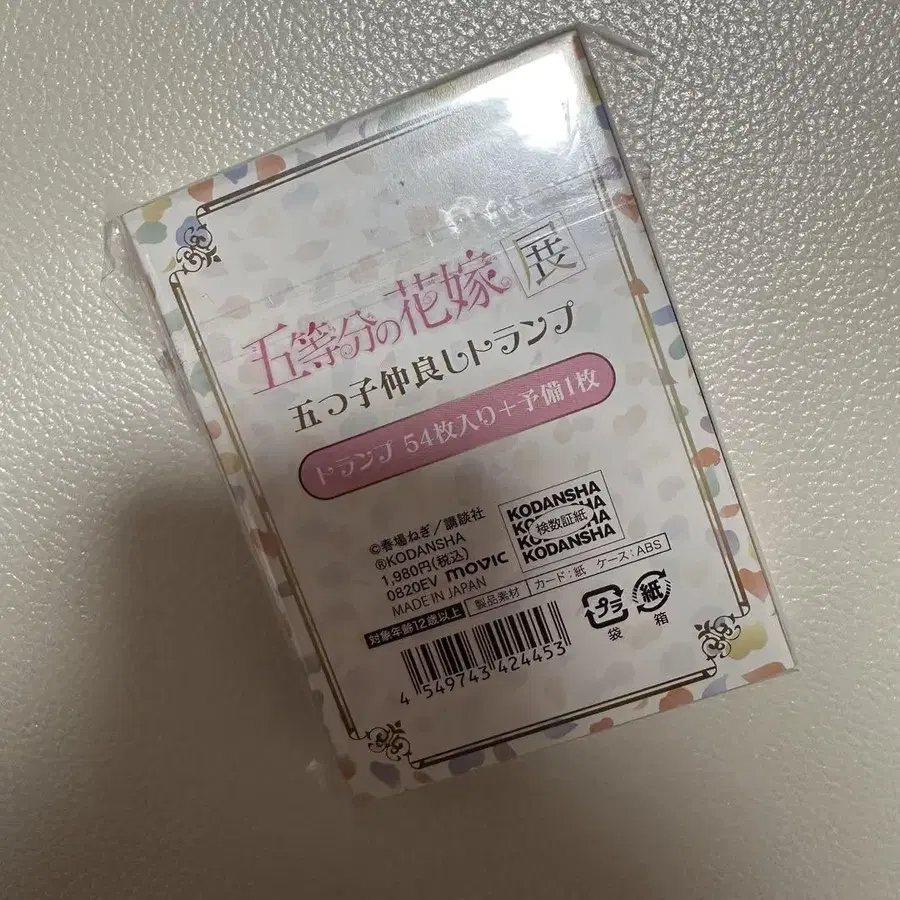 五等分の花嫁展
五つ子仲良しトランプ
トランプ 54枚入り+予備1枚
©春場ねぎ/講談社
®KODANSHA
1,980円(税込)
0820EV movic
MADE IN JAPAN
KODANSHA
検数証紙
KODANSHA
対象年齢12歳以上 製品素材 カード:紙 ケース:ABS
プラ 袋
紙 箱
4 549743 424453